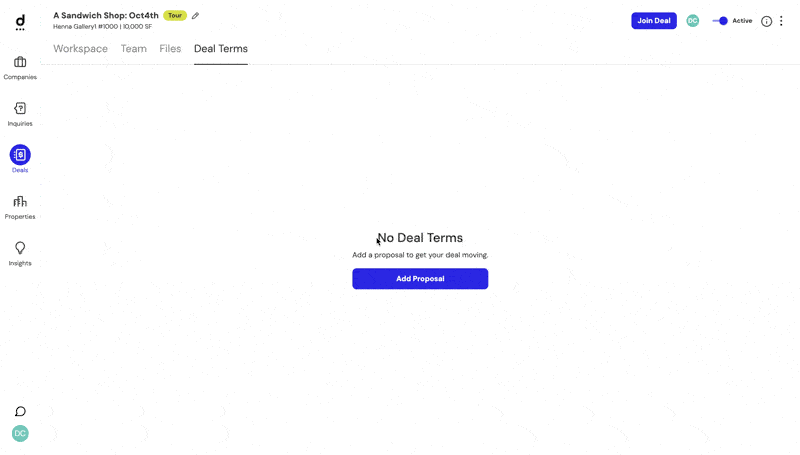 d
A Sandwich Shop: Oct4th Tour
Henna Gallery1 #1000 | 10,000 SF
Join Deal
DC
Active
Workspace Team Files Deal Terms
Companies
Inquiries
Deals
Properties
Insights
No Deal Terms
Add a proposal to get your deal moving.
Add Proposal
DC